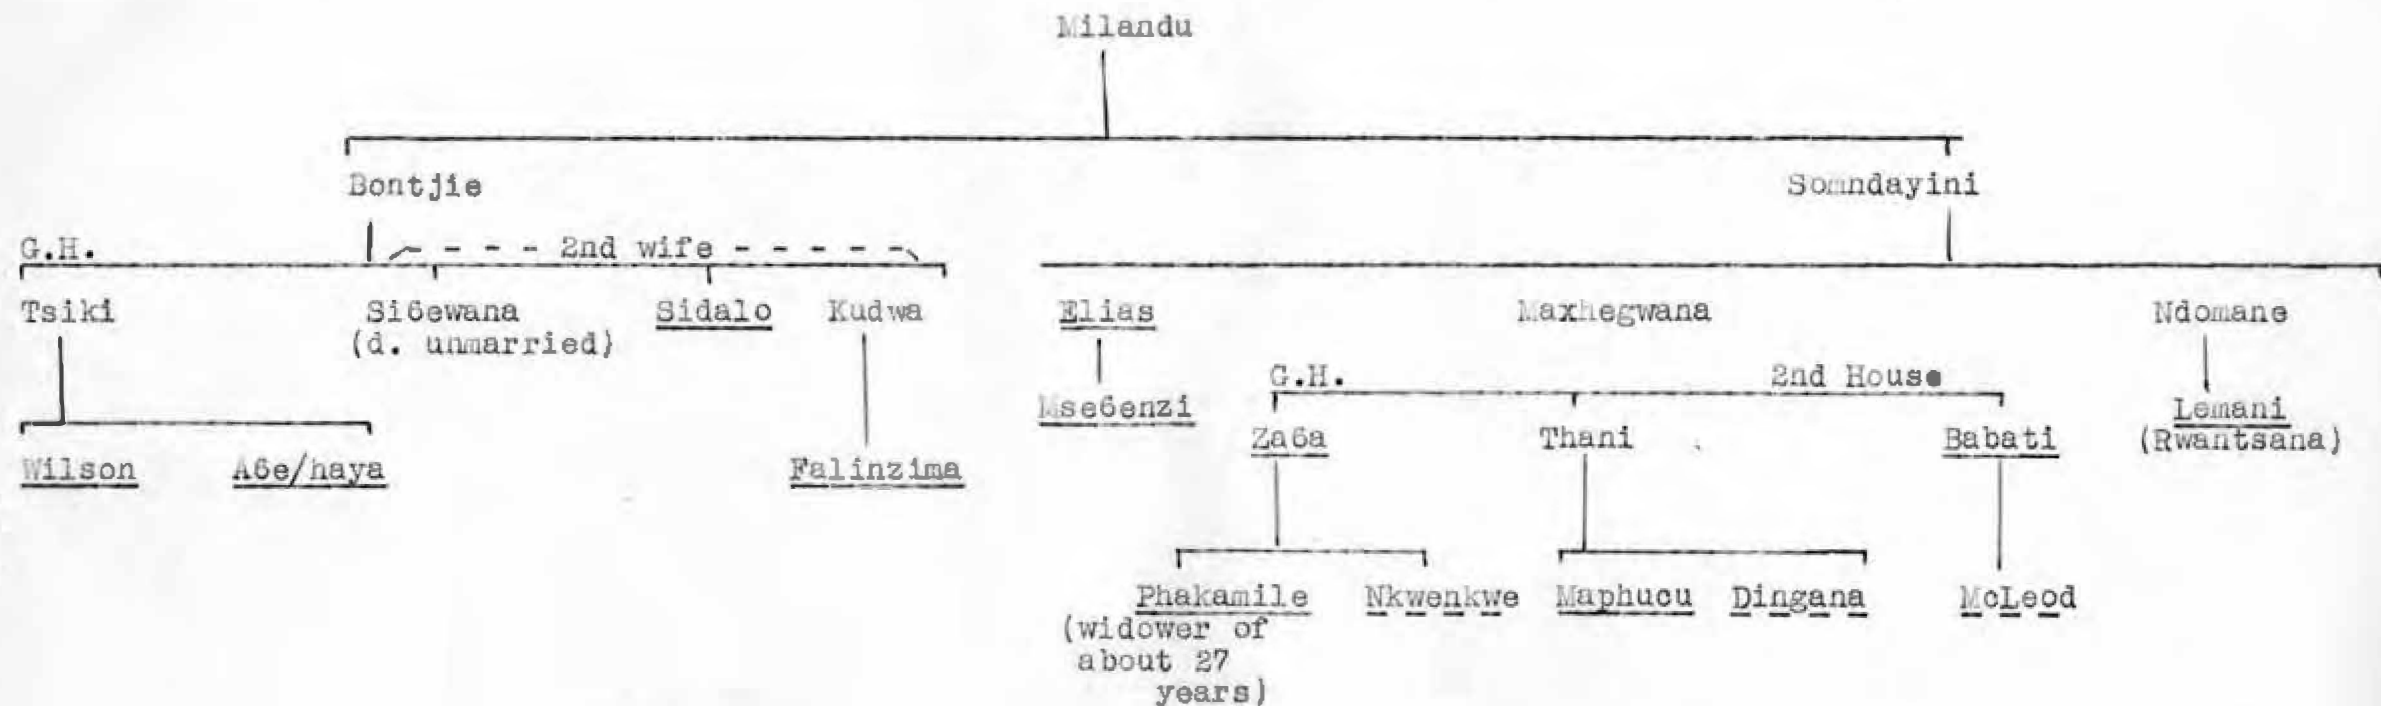 Milandu
Bontjie Somndayini
G.H. 2nd wife
Tsiki Siɓewana Sidalo Kudwa Elias Maxhegwana Ndomane
(d. unmarried)
G.H. 2nd House
Mseɓenzi Lemani
Zaɓa Thani Babati (Rwantsana)
Wilson Aɓe/haya Falinzima
Phakamile Nkwenkwe Maphucu Dingana McLeod
(widower of
about 27
years)